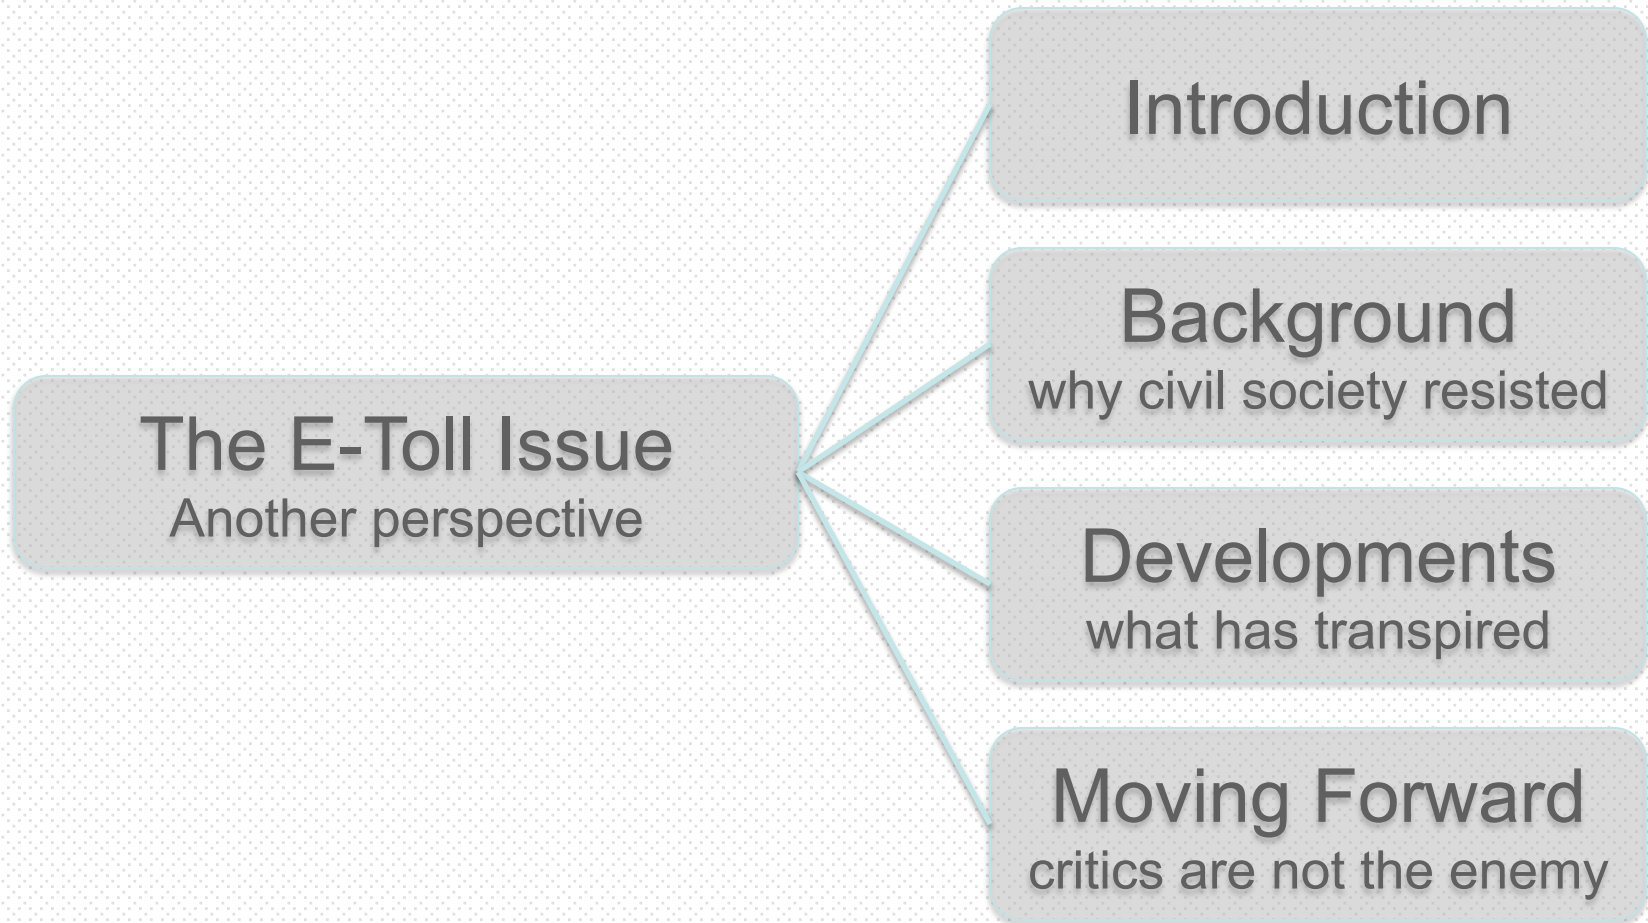 The E-Toll Issue
Another perspective
Introduction
Background
why civil society resisted
Developments
what has transpired
Moving Forward
critics are not the enemy